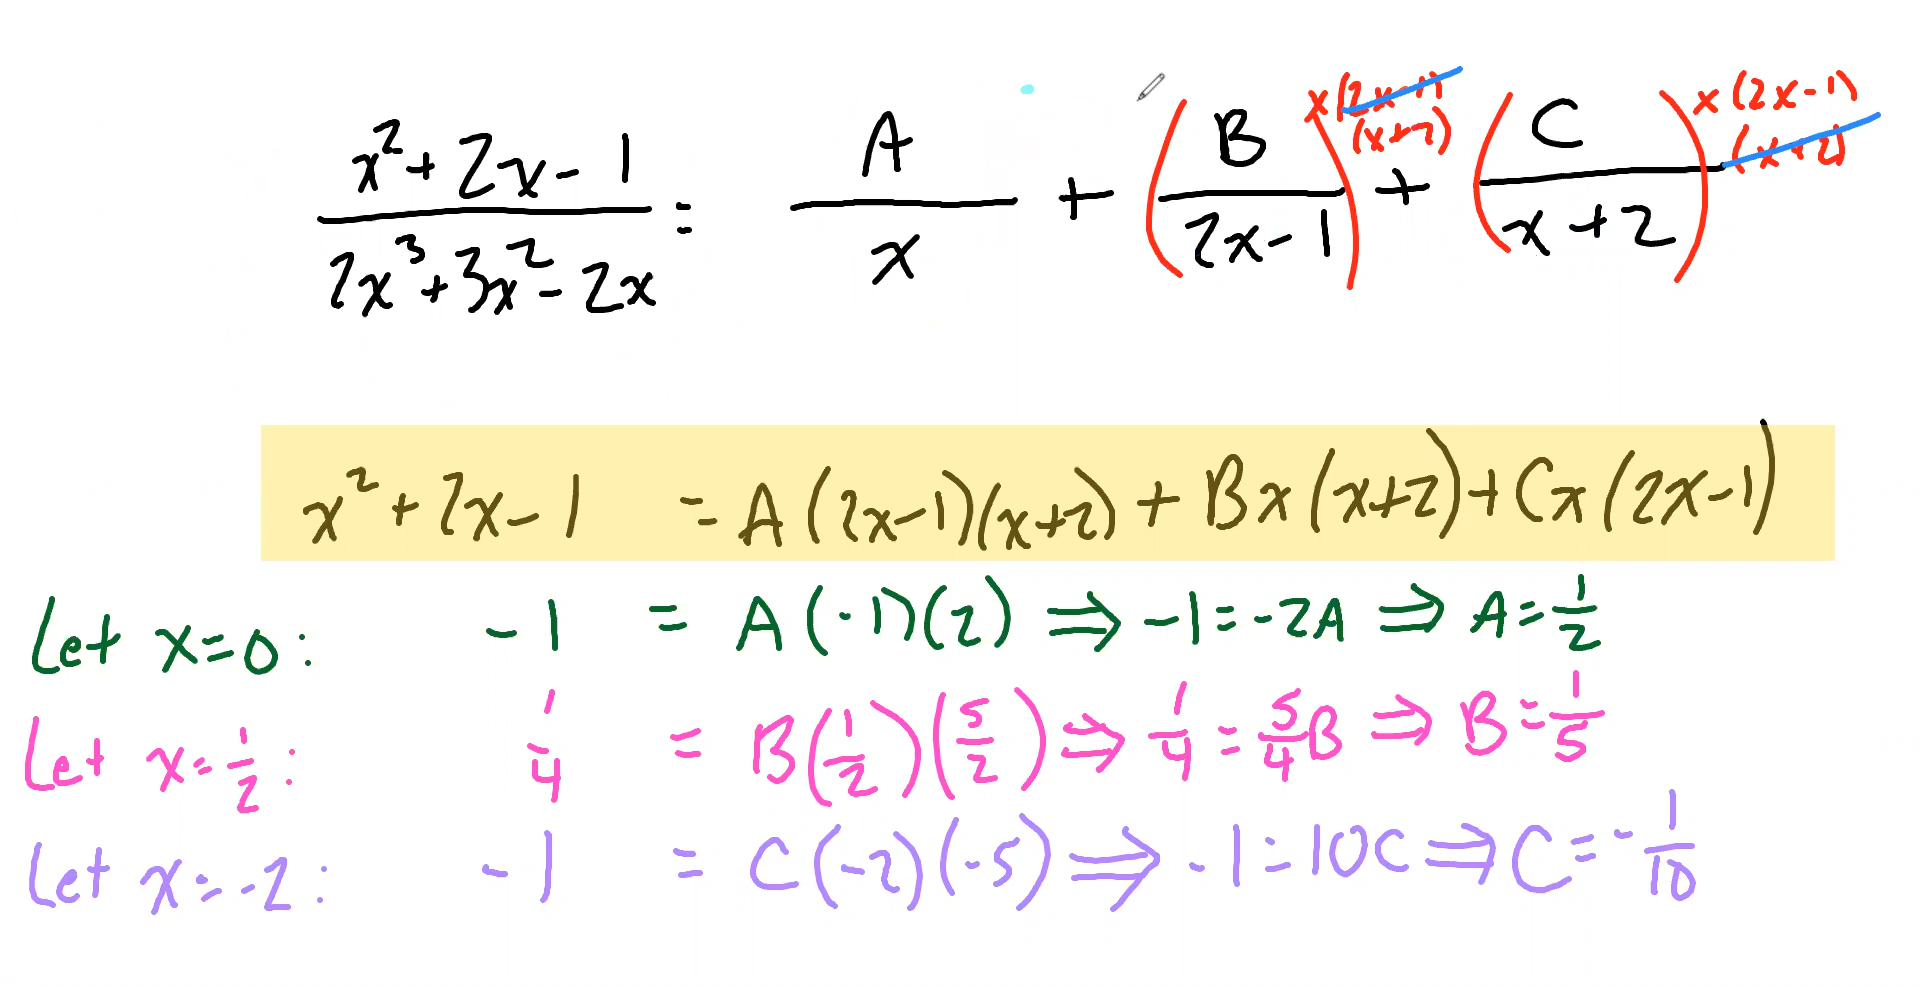 x(2x-1) x(2x-1)
(x+2) (x+2)
x²+2x-1 / 2x³+3x²-2x = A/x + (B/2x-1) + (C/x+2)
x²+2x-1 = A(2x-1)(x+2) + Bx(x+2) + Cx(2x-1)
Let x=0: -1 = A(-1)(2) ⇒ -1=-2A ⇒ A=1/2
Let x=1/2: 1/4 = B(1/2)(5/2) ⇒ 1/4=5/4B ⇒ B=1/5
Let x=-2: -1 = C(-2)(-5) ⇒ -1=10C ⇒ C=-1/10